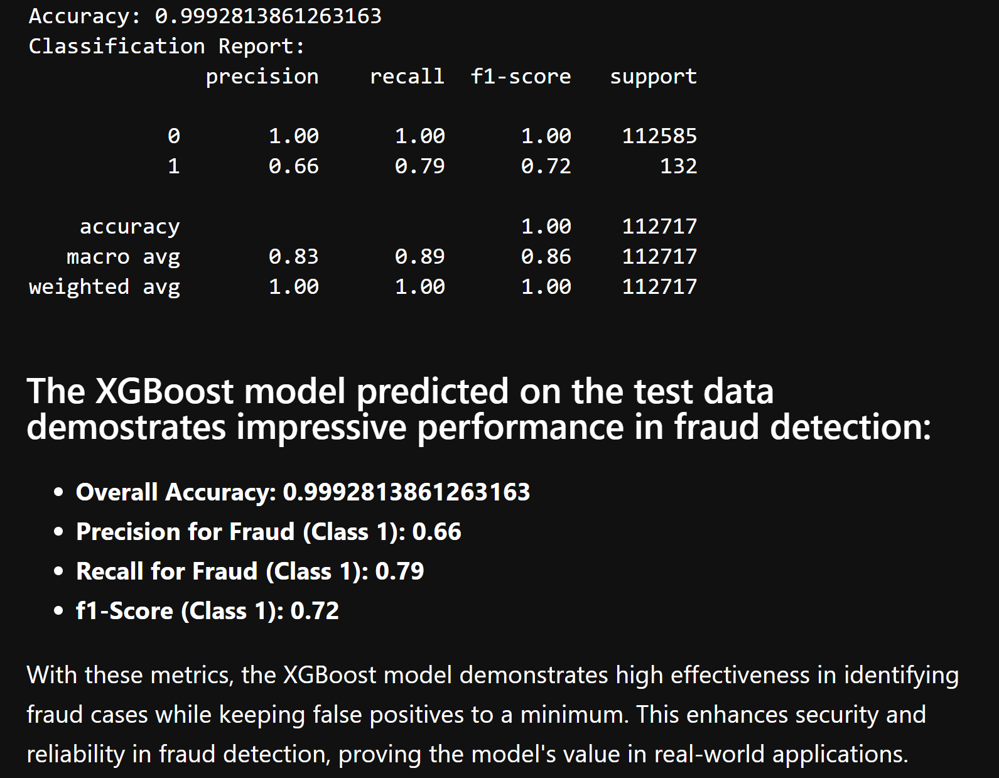 Accuracy: 0.9992813861263163
Classification Report:
precision recall f1-score support
0 1.00 1.00 1.00 112585
1 0.66 0.79 0.72 132
accuracy 1.00 112717
macro avg 0.83 0.89 0.86 112717
weighted avg 1.00 1.00 1.00 112717
The XGBoost model predicted on the test data
demostrates impressive performance in fraud detection:
• Overall Accuracy: 0.9992813861263163
• Precision for Fraud (Class 1): 0.66
• Recall for Fraud (Class 1): 0.79
• f1-Score (Class 1): 0.72
With these metrics, the XGBoost model demonstrates high effectiveness in identifying
fraud cases while keeping false positives to a minimum. This enhances security and
reliability in fraud detection, proving the model's value in real-world applications.